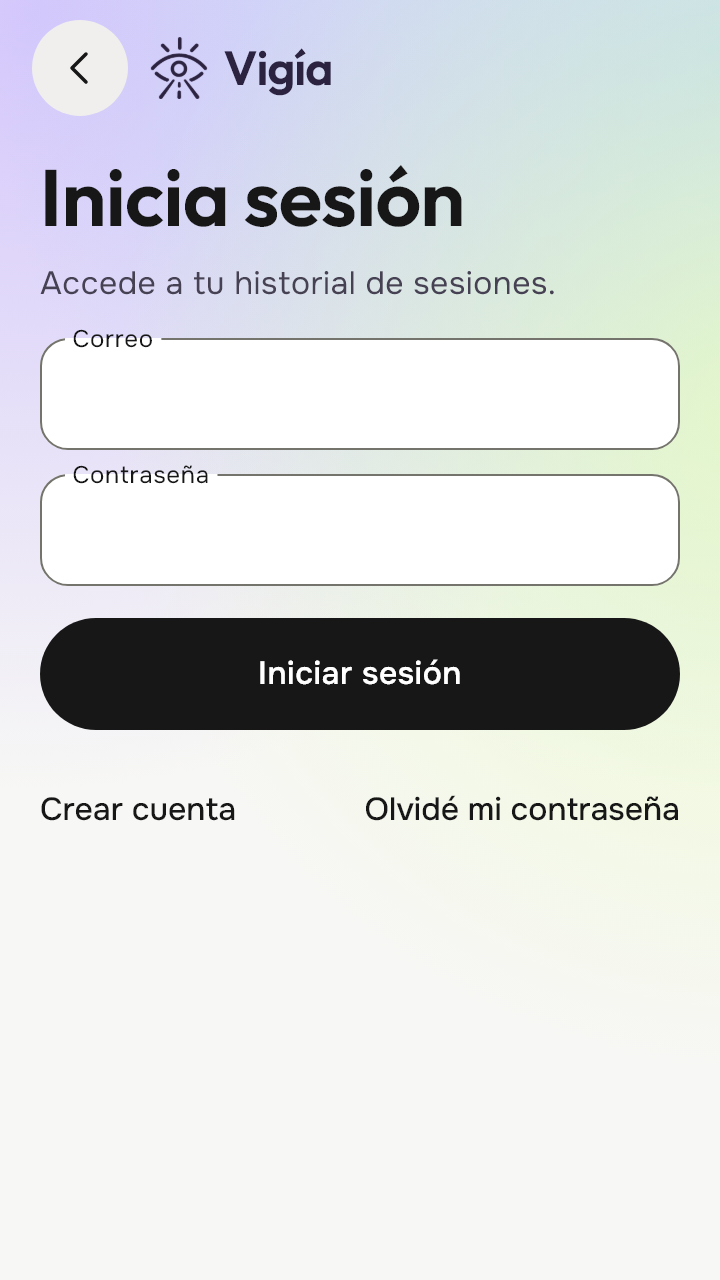 Vigía
Inicia sesión
Accede a tu historial de sesiones.
Correo
Contraseña
Iniciar sesión
Crear cuenta
Olvidé mi contraseña